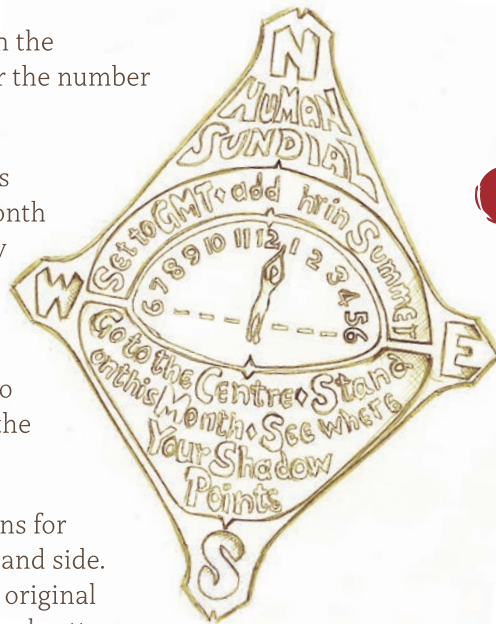 n the
r the number
s
onth
o
the
ns for
and side.
original
N
HUMAN
SUNDIAL
Set to GMT • add hr in Summer
6 7 8 9 10 11 12 1 2 3 4 5 6
W
E
Go to the Centre • Stand
on this Month • See where
Your Shadow
Points
S